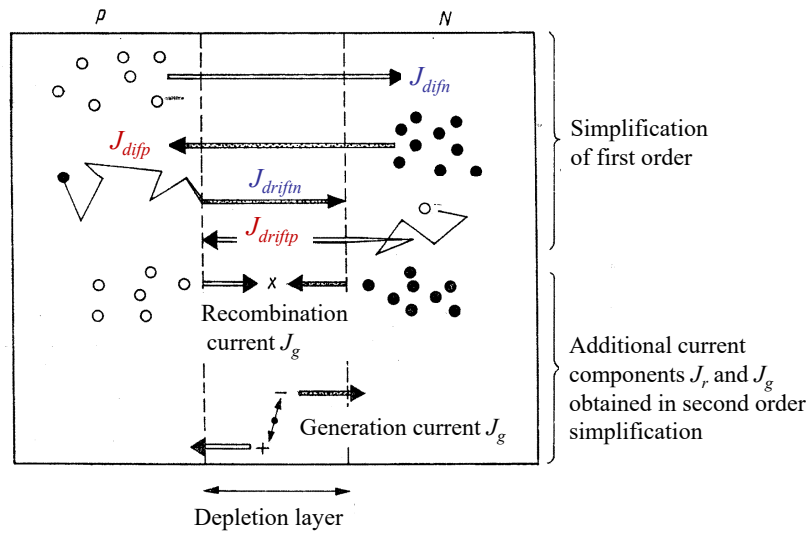 P N
J_difn
Simplification
of first order
J_difp
J_driftn
J_driftp
x
Recombination
current J_g
Additional current
components J_r and J_g
obtained in second order
simplification
−
Generation current J_g
+
Depletion layer